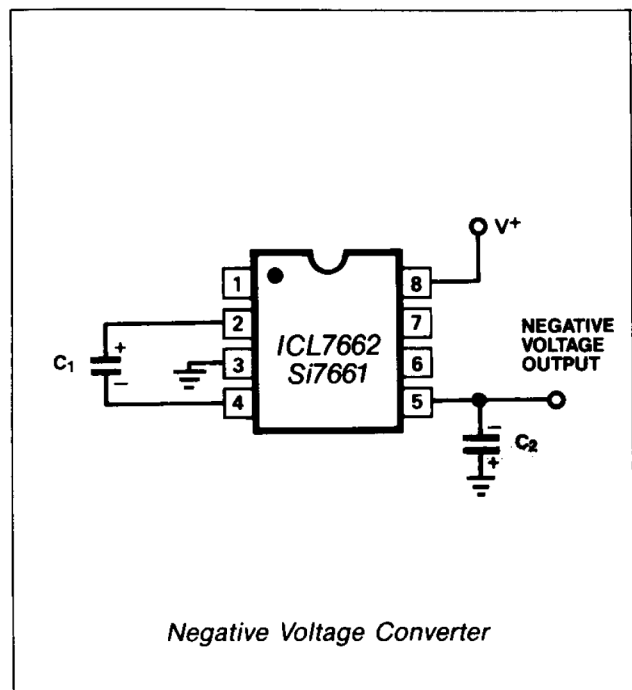 V+
1
8
2
7
NEGATIVE
VOLTAGE
OUTPUT
C1
+
−
3
ICL7662
Si7661
6
4
5
−
+
C2
Negative Voltage Converter